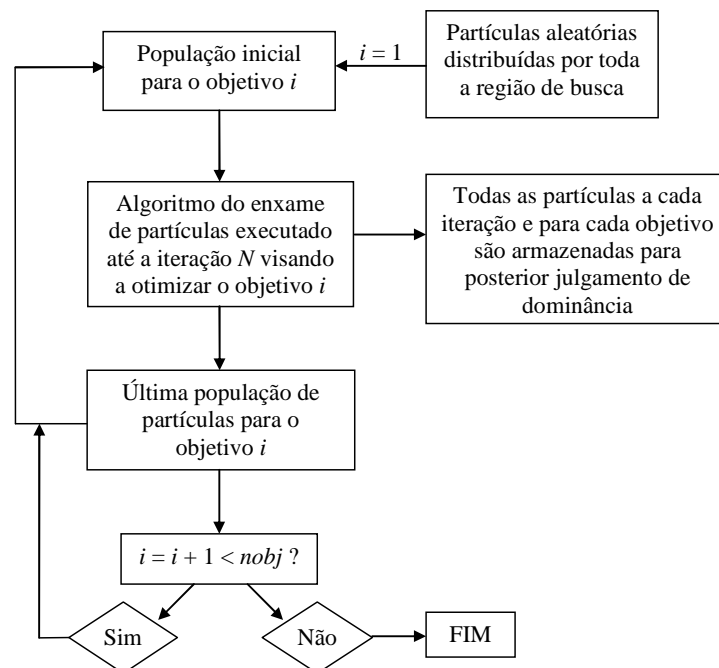 População inicial
para o objetivo i
i = 1
Partículas aleatórias
distribuídas por toda
a região de busca
Algoritmo do enxame
de partículas executado
até a iteração N visando
a otimizar o objetivo i
Todas as partículas a cada
iteração e para cada objetivo
são armazenadas para
posterior julgamento de
dominância
Última população de
partículas para o
objetivo i
i = i + 1 < nobj ?
Sim
Não
FIM